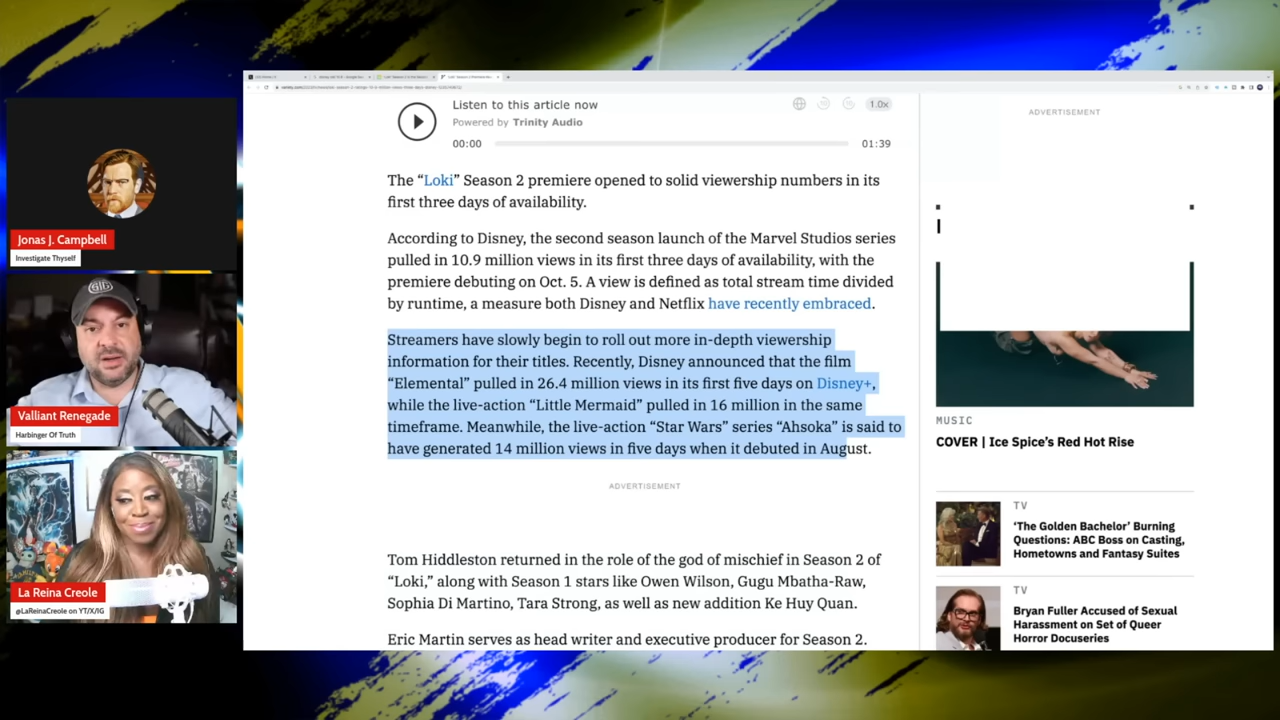 Listen to this article now
1.0x
Powered by Trinity Audio
00:00
01:39
The “Loki” Season 2 premiere opened to solid viewership numbers in its
first three days of availability.
According to Disney, the second season launch of the Marvel Studios series
pulled in 10.9 million views in its first three days of availability, with the
premiere debuting on Oct. 5. A view is defined as total stream time divided
by runtime, a measure both Disney and Netflix have recently embraced.
Streamers have slowly begin to roll out more in-depth viewership
information for their titles. Recently, Disney announced that the film
“Elemental” pulled in 26.4 million views in its first five days on Disney+,
while the live-action “Little Mermaid” pulled in 16 million in the same
timeframe. Meanwhile, the live-action “Star Wars” series “Ahsoka” is said to
have generated 14 million views in five days when it debuted in August.
ADVERTISEMENT
Tom Hiddleston returned in the role of the god of mischief in Season 2 of
“Loki,” along with Season 1 stars like Owen Wilson, Gugu Mbatha-Raw,
Sophia Di Martino, Tara Strong, as well as new addition Ke Huy Quan.
Eric Martin serves as head writer and executive producer for Season 2.
ADVERTISEMENT
MUSIC
COVER | Ice Spice’s Red Hot Rise
TV
‘The Golden Bachelor’ Burning
Questions: ABC Boss on Casting,
Hometowns and Fantasy Suites
TV
Bryan Fuller Accused of Sexual
Harassment on Set of Queer
Horror Docuseries
Jonas J. Campbell
Investigate Thyself
Valliant Renegade
Harbinger Of Truth
La Reina Creole
@LaReinaCreole on YT/X/IG